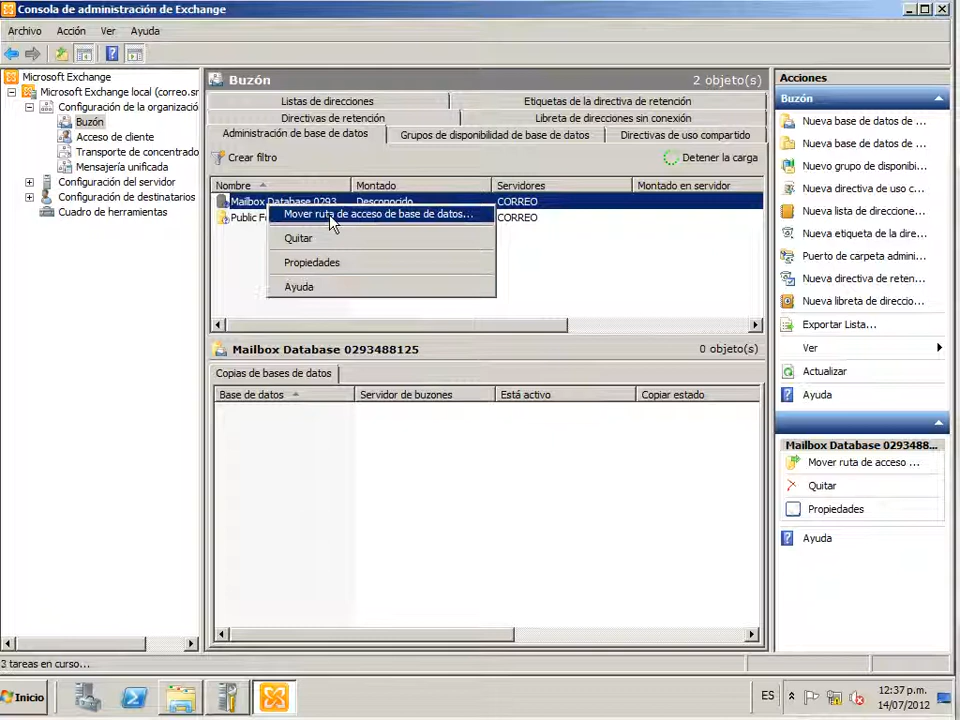 Consola de administración de Exchange
Archivo Acción Ver Ayuda
Microsoft Exchange
Microsoft Exchange local (correo.sr
Configuración de la organizació
Buzón
Acceso de cliente
Transporte de concentrado
Mensajería unificada
Configuración del servidor
Configuración de destinatarios
Cuadro de herramientas
Buzón 2 objeto(s)
Listas de direcciones Etiquetas de la directiva de retención
Directivas de retención Libreta de direcciones sin conexión
Administración de base de datos Grupos de disponibilidad de base de datos Directivas de uso compartido
Crear filtro Detener la carga
Nombre Montado Servidores Montado en servidor
Mailbox Database 0293... Desconocido CORREO
Public F CORREO
Mover ruta de acceso de base de datos...
Quitar
Propiedades
Ayuda
Mailbox Database 0293488125 0 objeto(s)
Copias de bases de datos
Base de datos Servidor de buzones Está activo Copiar estado
Acciones
Buzón
Nueva base de datos de ...
Nueva base de datos de ...
Nuevo grupo de disponibi...
Nueva directiva de uso c...
Nueva lista de direccione...
Nueva etiqueta de la dire...
Puerto de carpeta admini...
Nueva directiva de reten...
Nueva libreta de direccio...
Exportar Lista...
Ver
Actualizar
Ayuda
Mailbox Database 0293488...
Mover ruta de acceso ...
Quitar
Propiedades
Ayuda
3 tareas en curso...
Inicio ES 12:37 p.m.
14/07/2012